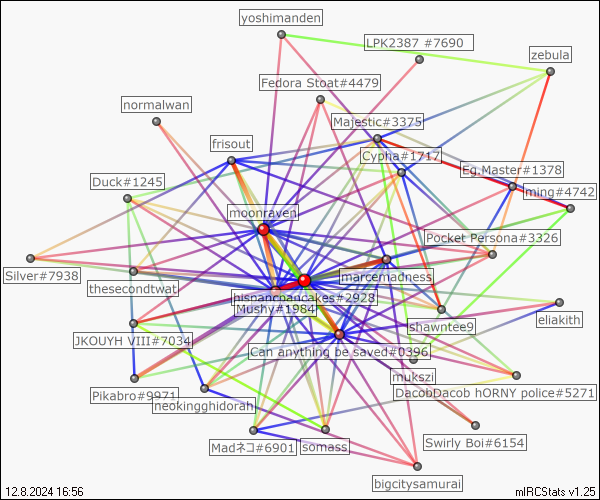 yoshimanden
LPK2387 #7690
zebula
Fedora Stoat#4479
normalwan
Majestic#3375
frisout
Cypha#1717
Eg.Master#1378
Duck#1245
ming#4742
moonraven
Pocket Persona#3326
Silver#7938
marcemadness
thesecondtwat
hispanicpancakes#2928
Mushy#1984
eliakith
shawntee9
JKOUYH VIII#7034
Can anything be saved#0396
mukszi
Pikabro#9971
DacobDacob hORNY police#5271
neokingghidorah
Madネコ#6901
somass
Swirly Boi#6154
bigcitysamurai
12.8.2024 16:56
mIRCStats v1.25